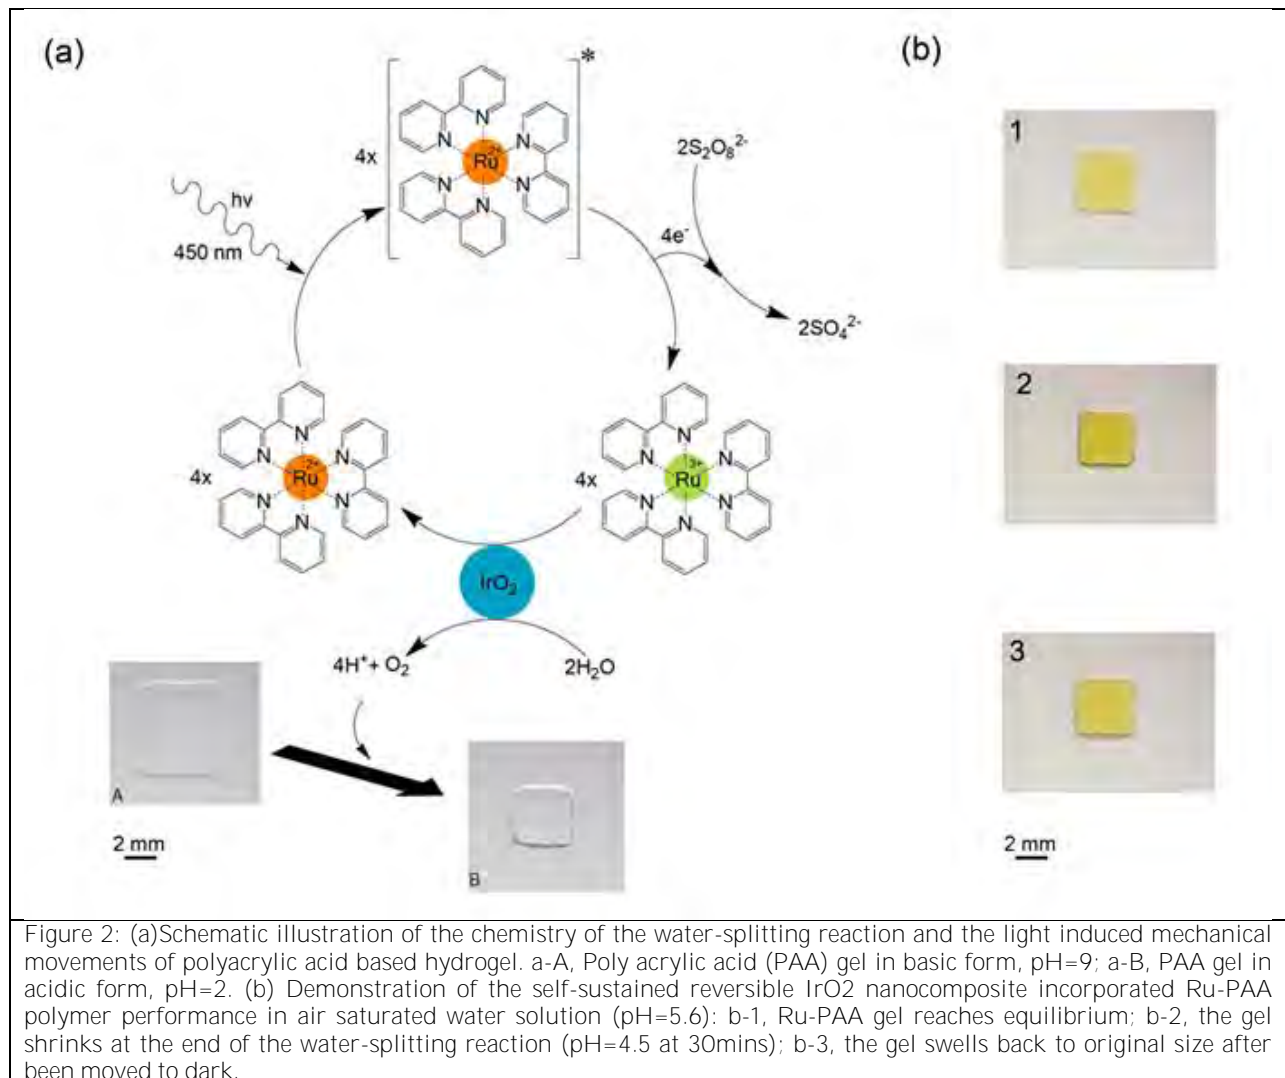 (a)
(b)
*
4x
Ru 2+
N
N
N
N
N
N
hν
450 nm
2S₂O₈²⁻
4e⁻
2SO₄²⁻
1
2
3
4x
Ru 2+
N
N
N
N
N
N
4x
Ru 3+
N
N
N
N
N
N
IrO₂
4H⁺ + O₂
2H₂O
A
B
2 mm
2 mm
Figure 2: (a)Schematic illustration of the chemistry of the water-splitting reaction and the light induced mechanical
movements of polyacrylic acid based hydrogel. a-A, Poly acrylic acid (PAA) gel in basic form, pH=9; a-B, PAA gel in
acidic form, pH=2. (b) Demonstration of the self-sustained reversible IrO2 nanocomposite incorporated Ru-PAA
polymer performance in air saturated water solution (pH=5.6): b-1, Ru-PAA gel reaches equilibrium; b-2, the gel
shrinks at the end of the water-splitting reaction (pH=4.5 at 30mins); b-3, the gel swells back to original size after
been moved to dark.